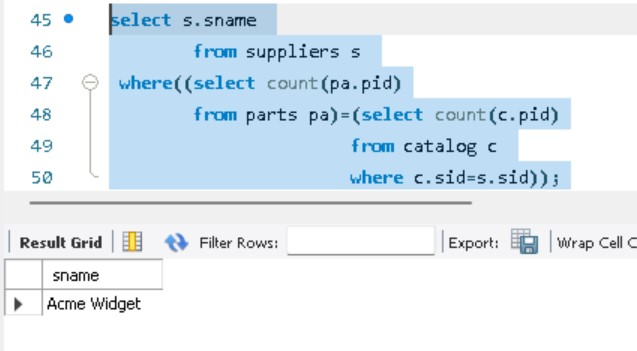 45 select s.sname
46 from suppliers s
47 where((select count(pa.pid)
48 from parts pa)=(select count(c.pid)
49 from catalog c
50 where c.sid=s.sid));
Result Grid Filter Rows: Export: Wrap Cell C
sname
Acme Widget